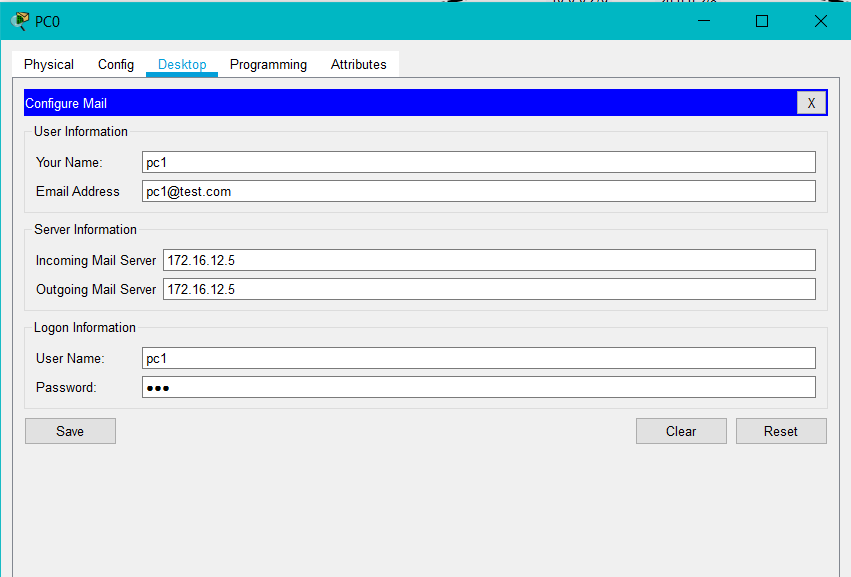 PC0
Physical Config Desktop Programming Attributes
Configure Mail X
User Information
Your Name: pc1
Email Address pc1@test.com
Server Information
Incoming Mail Server 172.16.12.5
Outgoing Mail Server 172.16.12.5
Logon Information
User Name: pc1
Password: ●●●
Save Clear Reset